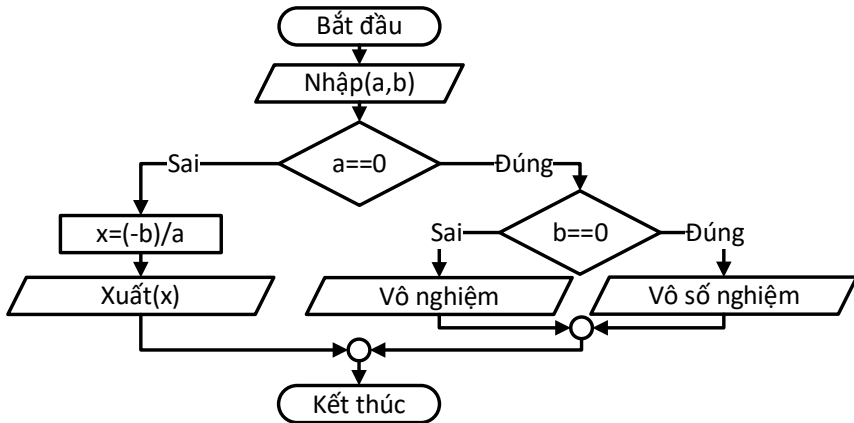 Bắt đầu
Nhập(a,b)
a==0
Sai
Đúng
x=(-b)/a
b==0
Sai
Đúng
Xuất(x)
Vô nghiệm
Vô số nghiệm
Kết thúc